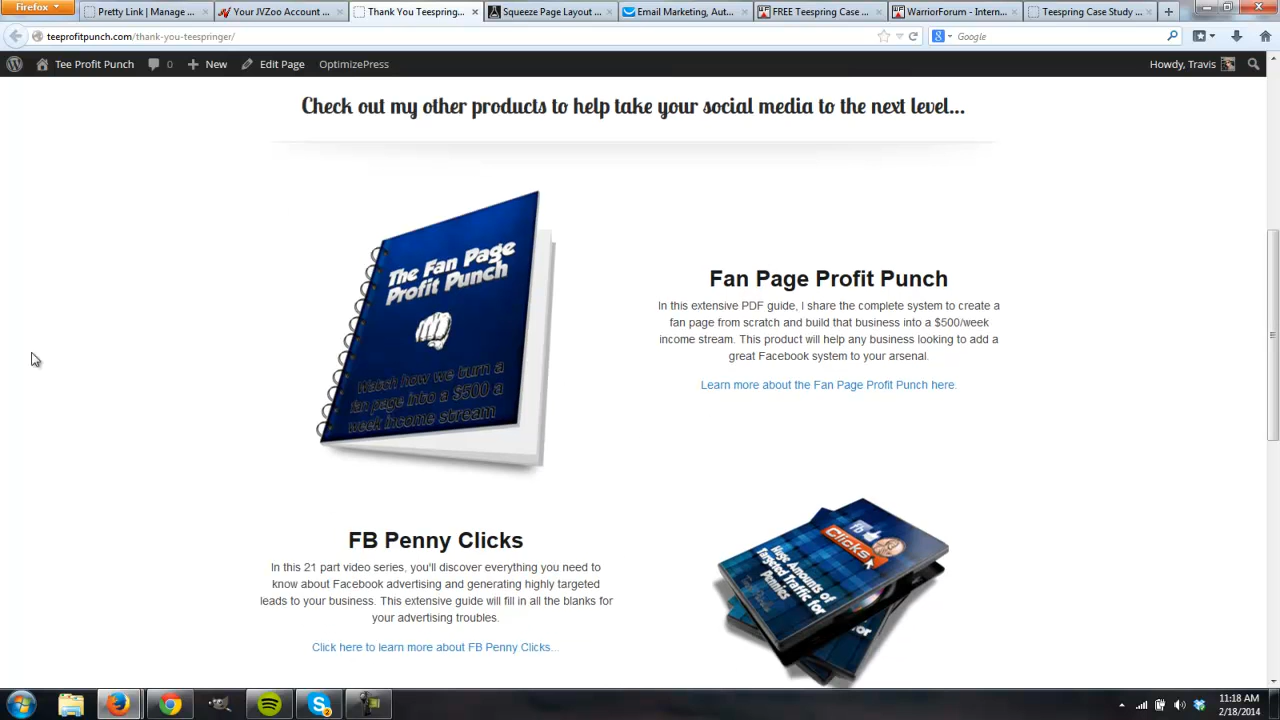 Firefox
Pretty Link | Manage ...
Your JVZoo Account ...
Thank You Teespring...
Squeeze Page Layout ...
Email Marketing, Aut...
FREE Teespring Case ...
WarriorForum - Intern...
Teespring Case Study ...
teeprofitpunch.com/thank-you-teespringer/
Google
Tee Profit Punch
0
New
Edit Page
OptimizePress
Howdy, Travis
Check out my other products to help take your social media to the next level...
The Fan Page
Profit Punch
Watch how we turn a
fan page into a $500 a
week income stream
Fan Page Profit Punch
In this extensive PDF guide, I share the complete system to create a
fan page from scratch and build that business into a $500/week
income stream. This product will help any business looking to add a
great Facebook system to your arsenal.
Learn more about the Fan Page Profit Punch here.
FB Penny Clicks
In this 21 part video series, you'll discover everything you need to
know about Facebook advertising and generating highly targeted
leads to your business. This extensive guide will fill in all the blanks for
your advertising troubles.
Click here to learn more about FB Penny Clicks...
fb
Clicks
Huge Amounts of
Targeted Traffic for
Pennies
11:18 AM
2/18/2014